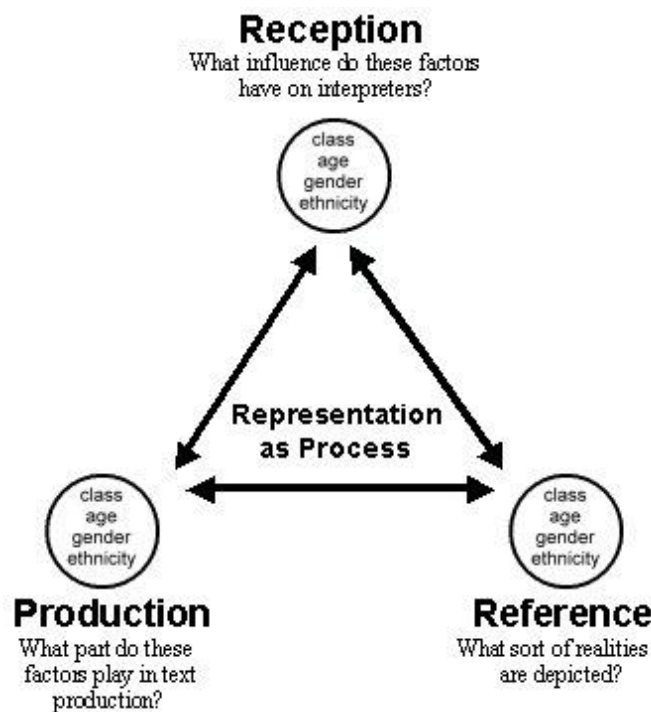 Reception
What influence do these factors
have on interpreters?
class
age
gender
ethnicity
Representation
as Process
class
age
gender
ethnicity
Production
What part do these
factors play in text
production?
class
age
gender
ethnicity
Reference
What sort of realities
are depicted?